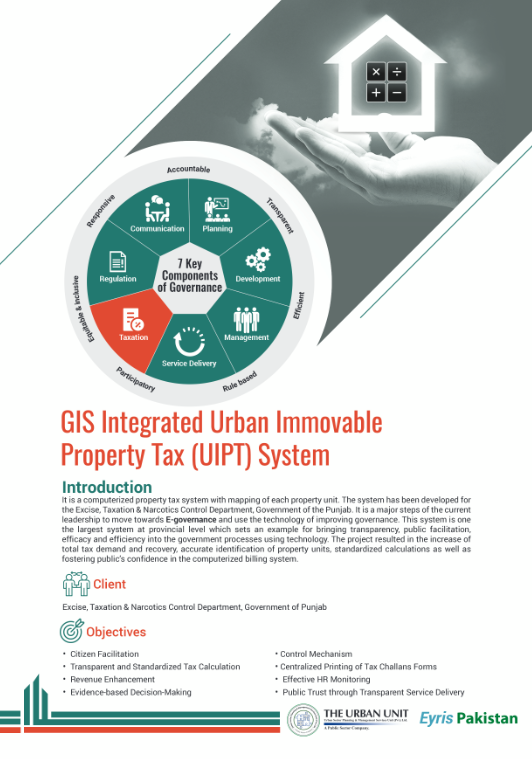 Accountable
Responsive
Transparent
Communication
Planning
7 Key
Components
of Governance
Regulation
Development
Equitable & Inclusive
Efficient
Taxation
Management
Service Delivery
Participatory
Rule based
GIS Integrated Urban Immovable
Property Tax (UIPT) System
Introduction
It is a computerized property tax system with mapping of each property unit. The system has been developed for
the Excise, Taxation & Narcotics Control Department, Government of the Punjab. It is a major steps of the current
leadership to move towards E-governance and use the technology of improving governance. This system is one
the largest system at provincial level which sets an example for bringing transparency, public facilitation,
efficacy and efficiency into the government processes using technology. The project resulted in the increase of
total tax demand and recovery, accurate identification of property units, standardized calculations as well as
fostering public's confidence in the computerized billing system.
Client
Excise, Taxation & Narcotics Control Department, Government of Punjab
Objectives
• Citizen Facilitation
• Transparent and Standardized Tax Calculation
• Revenue Enhancement
• Evidence-based Decision-Making
• Control Mechanism
• Centralized Printing of Tax Challans Forms
• Effective HR Monitoring
• Public Trust through Transparent Service Delivery
THE URBAN UNIT
A Public Sector Company
Eyris Pakistan